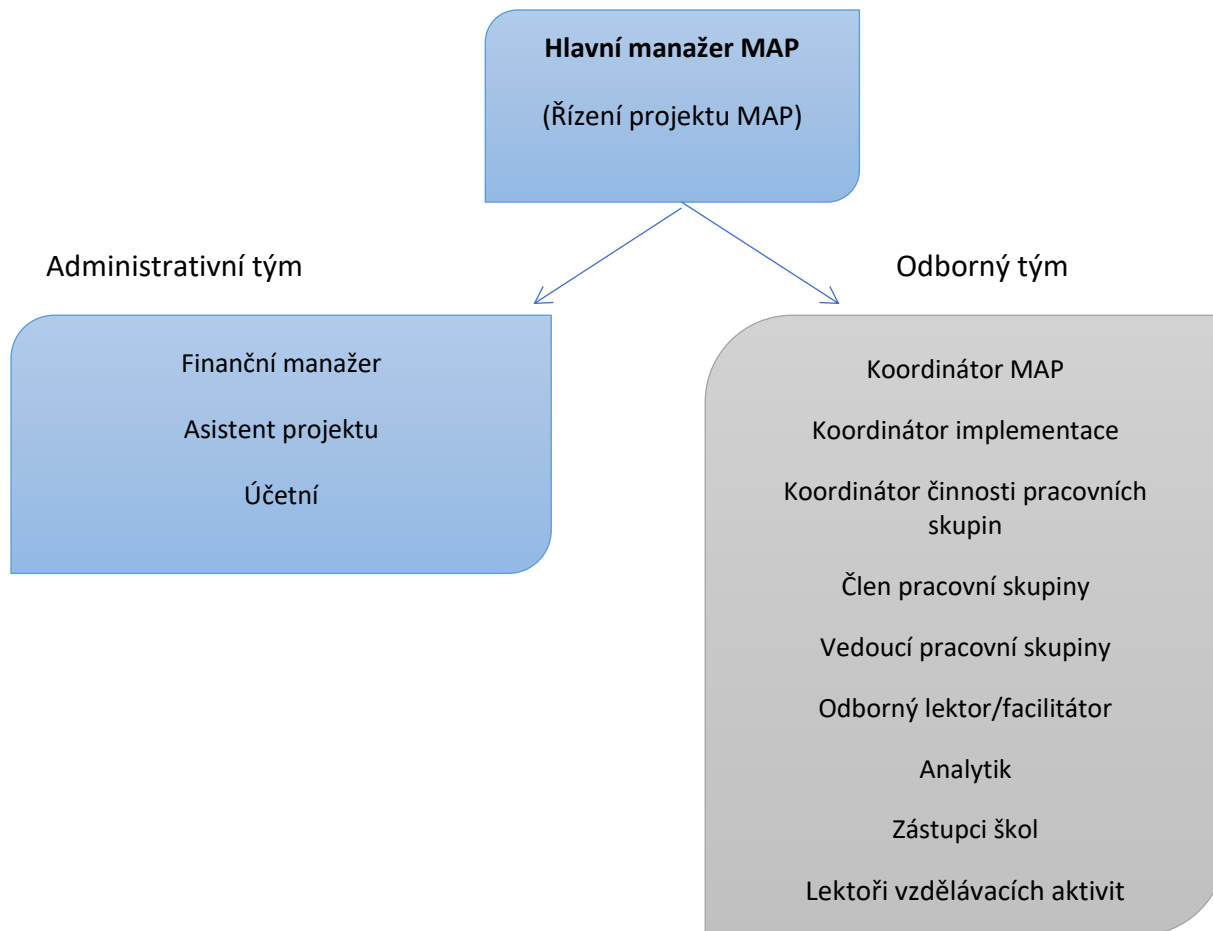 Hlavní manažer MAP
(Řízení projektu MAP)
Administrativní tým
Odborný tým
Finanční manažer
Asistent projektu
Účetní
Koordinátor MAP
Koordinátor implementace
Koordinátor činnosti pracovních
skupin
Člen pracovní skupiny
Vedoucí pracovní skupiny
Odborný lektor/facilitátor
Analytik
Zástupci škol
Lektoři vzdělávacích aktivit